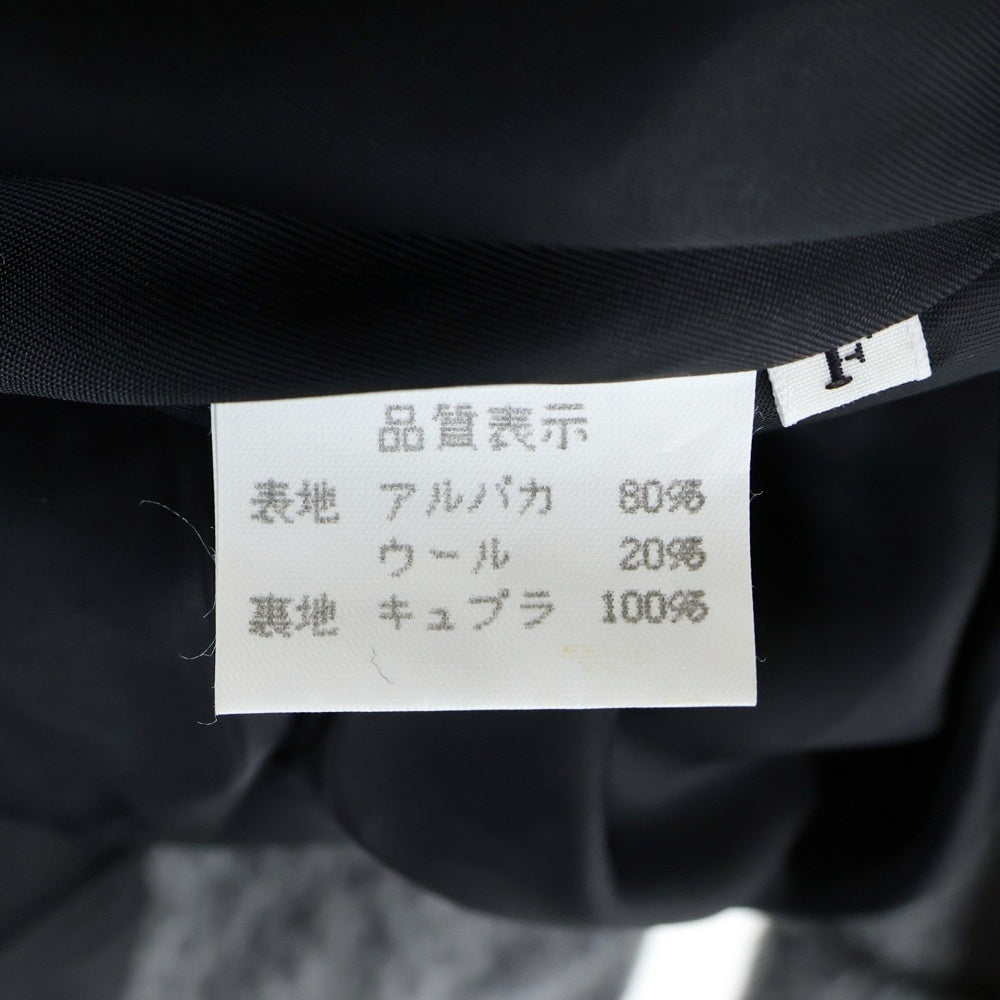 品質表示
表地 アルパカ 80%
ウール 20%
裏地 キュプラ 100%
F